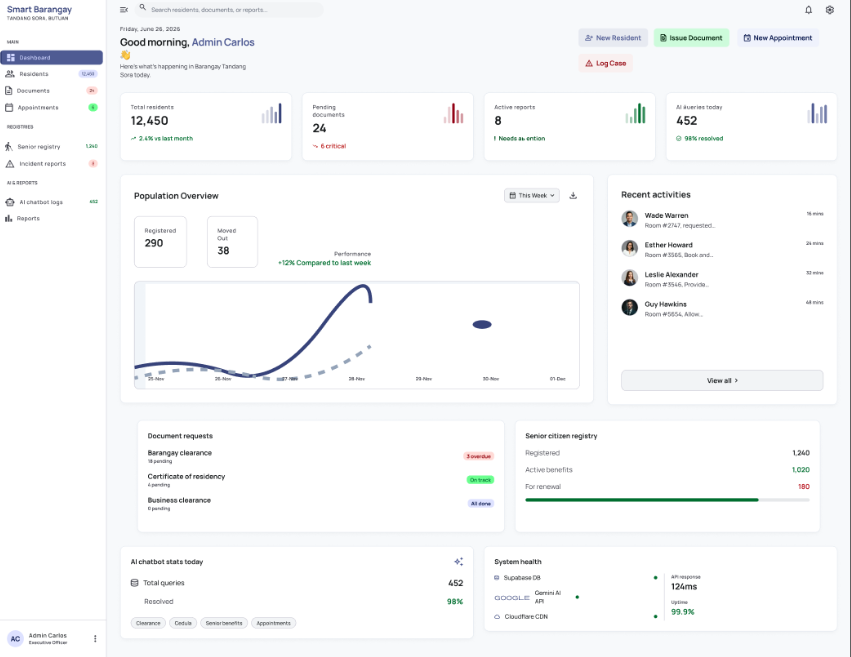 Smart Barangay
TANDANG SORA, BUTUAN
Search residents, documents, or reports...
MAIN
Dashboard
Residents 12,450
Documents 24
Appointments
REGISTRIES
Senior registry 1,240
Incident reports
AI & REPORTS
AI chatbot logs 452
Reports
AC
Admin Carlos
Executive Officer
Friday, June 26, 2026
Good morning, Admin Carlos
Here's what's happening in Barangay Tandang
Sora today.
New Resident
Issue Document
New Appointment
Log Case
Total residents
12,450
2.4% vs last month
Pending
documents
24
6 critical
Active reports
8
Needs attention
AI queries today
452
98% resolved
Population Overview
This Week
Registered
290
Moved
Out
38
Performance
+12% Compared to last week
25-Nov 26-Nov 27-Nov 28-Nov 29-Nov 30-Nov 01-Dec
Recent activities
Wade Warren 15 mins
Room #2747, requested...
Esther Howard
Room #3565, Book and...
Leslie Alexander
Room #3546, Provida...
Guy Hawkins 48 mins
Room #5654, Allow...
View all >
Document requests
Barangay clearance
18 pending
3 overdue
Certificate of residency
4 pending
On track
Business clearance
0 pending
All done
Senior citizen registry
Registered 1,240
Active benefits 1,020
For renewal 180
AI chatbot stats today
Total queries 452
Resolved 98%
Clearance Cedula Senior benefits Appointments
System health
Supabase DB
GOOGLE Gemini AI
API
Cloudflare CDN
API response
124ms
Uptime
99.9%